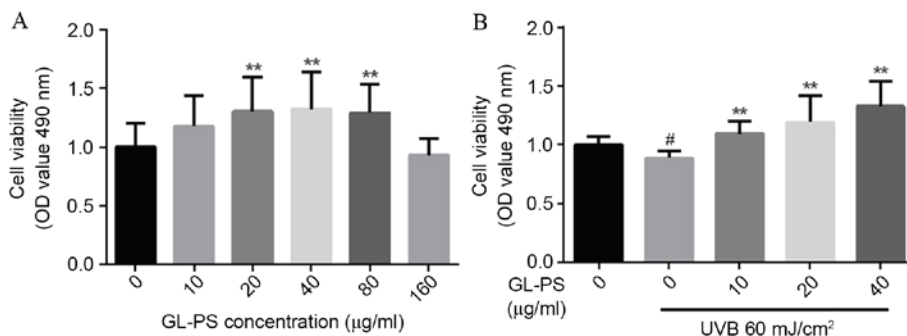 A
Cell viability
(OD value 490 nm)
2.0
1.5
1.0
0.5
0.0
** ** **
0 10 20 40 80 160
GL-PS concentration (μg/ml)
B
Cell viability
(OD value 490 nm)
2.0
1.5
1.0
0.5
0.0
# ** ** **
GL-PS 0 0 10 20 40
(μg/ml)
UVB 60 mJ/cm²